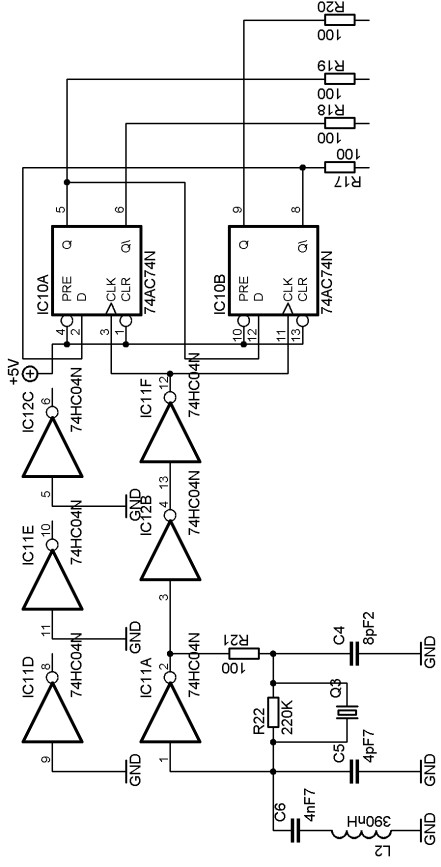 R20
100
R19
100
R18
100
100
R17
5
6
9
8
Q
Q\
IC10A
PRE
D
CLK
CLR
74AC74N
4
2
3
1
Q
Q\
IC10B
PRE
D
CLK
CLR
74AC74N
10
12
11
13
+5V
IC12C
6
74HC04N
5
GND
IC11F
12
74HC04N
13
IC11E
10
74HC04N
11
GND
IC12B
4
74HC04N
3
IC11D
8
74HC04N
9
GND
IC11A
2
74HC04N
1
R21
100
R22
220K
Q3
C4
8pF2
GND
C5
4pF7
GND
C6
4nF7
390nH
L2
GND